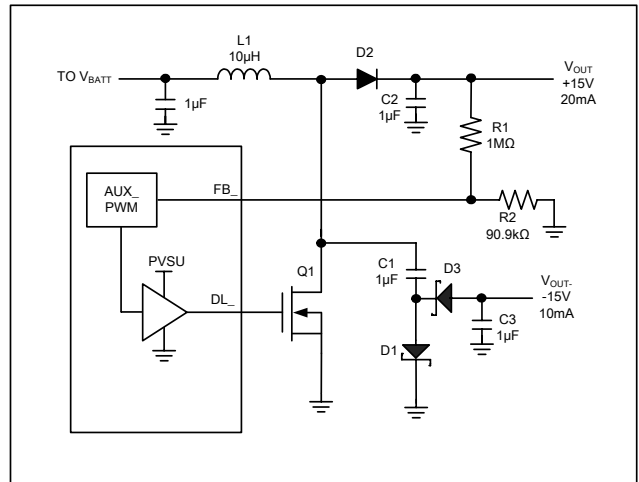 L1
10µH
D2
TO VBATT
VOUT
+15V
20mA
1µF
C2
1µF
R1
1MΩ
AUX_
PWM
FB_
R2
90.9kΩ
PVSU
DL_
Q1
C1
1µF
D3
VOUT-
-15V
10mA
C3
1µF
D1